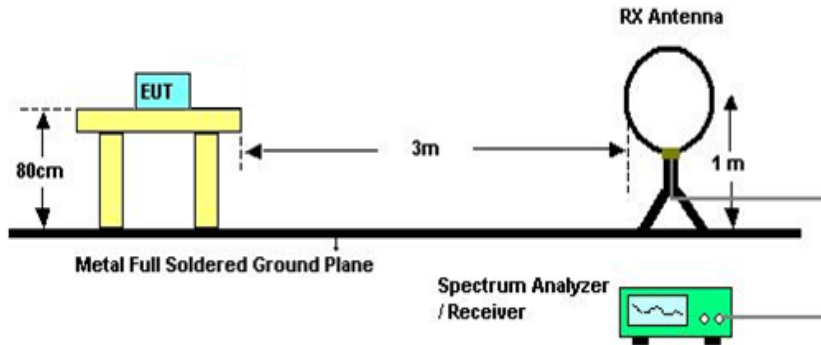 RX Antenna
EUT
80cm
3m
1 m
Metal Full Soldered Ground Plane
Spectrum Analyzer
/ Receiver